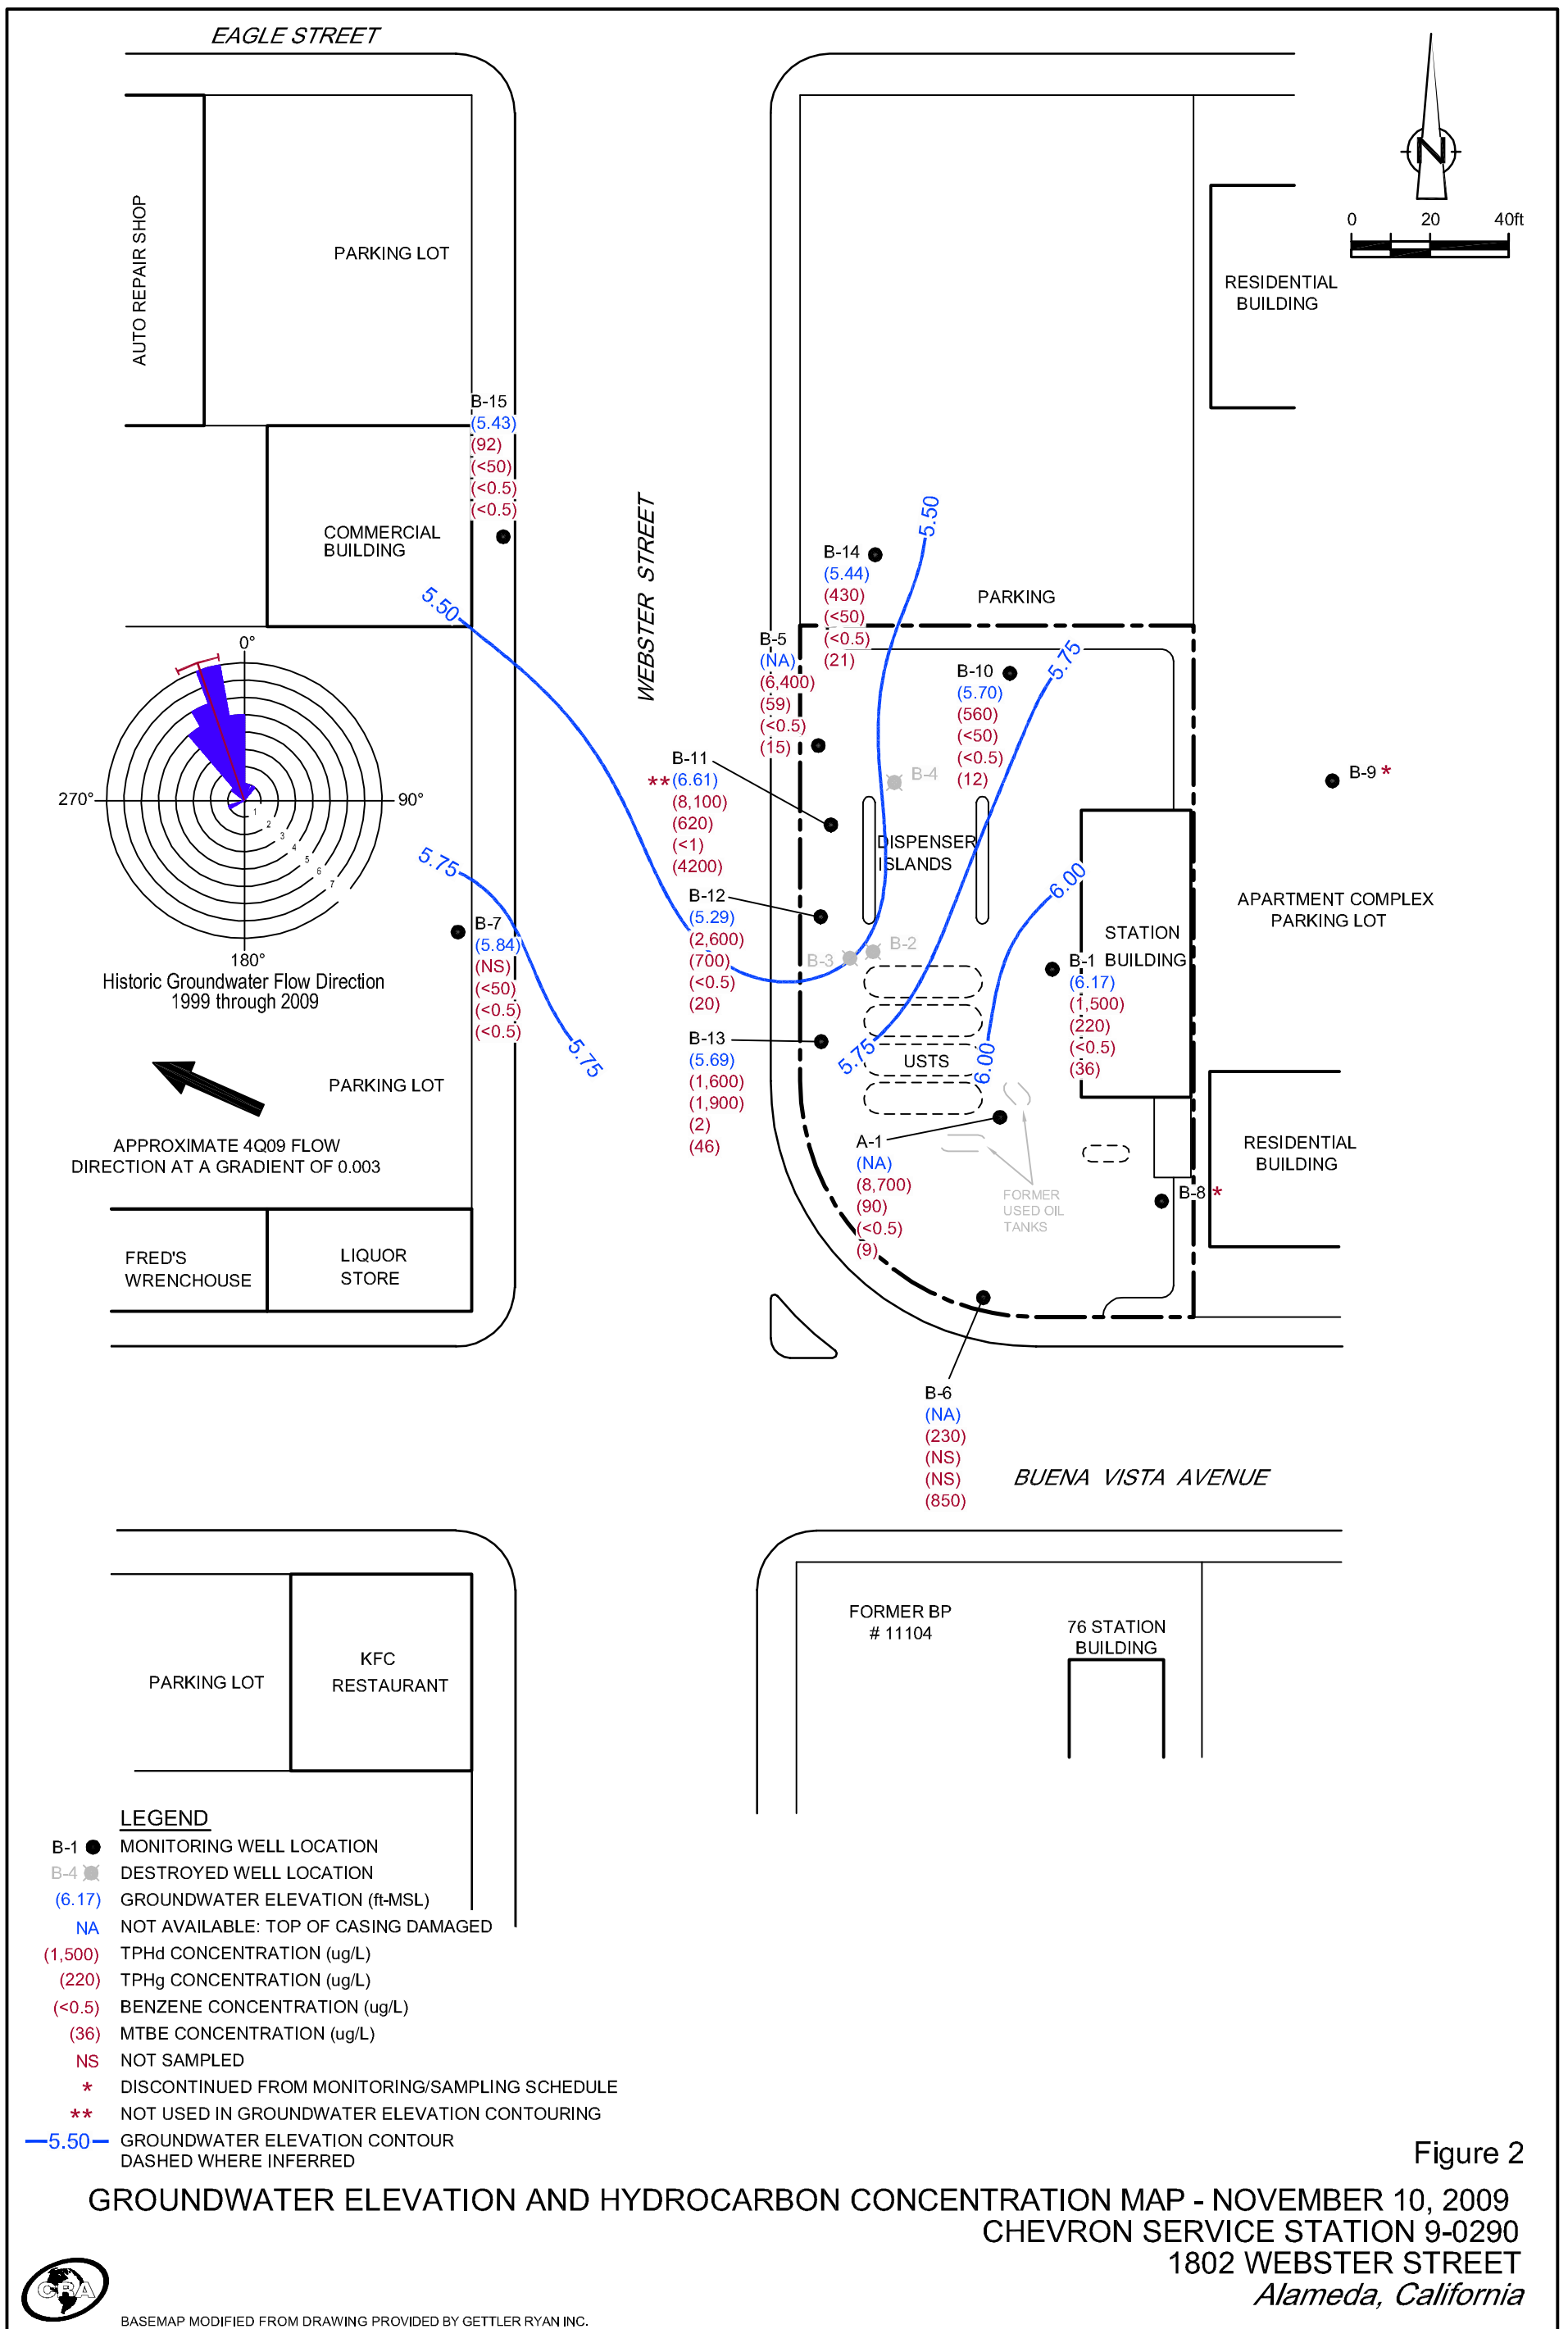 EAGLE STREET
N
0 20 40ft
AUTO REPAIR SHOP
PARKING LOT
RESIDENTIAL
BUILDING
B-15
(5.43)
(92)
(<50)
(<0.5)
(<0.5)
COMMERCIAL
BUILDING
WEBSTER STREET
5.50
5.50
B-14
(5.44)
(430)
(<50)
(<0.5)
(21)
PARKING
B-5
(NA)
(6,400)
(59)
(<0.5)
(15)
B-10
(5.70)
(560)
(<50)
(<0.5)
(12)
5.75
0°
90°
180°
270°
1
2
3
4
5
6
7
Historic Groundwater Flow Direction
1999 through 2009
B-11
**(6.61)
(8,100)
(620)
(<1)
(4200)
B-4
B-9 *
DISPENSER
ISLANDS
5.75
B-7
(5.84)
(NS)
(<50)
(<0.5)
(<0.5)
5.75
B-12
(5.29)
(2,600)
(700)
(<0.5)
(20)
B-3
B-2
6.00
STATION
BUILDING
APARTMENT COMPLEX
PARKING LOT
B-1
(6.17)
(1,500)
(220)
(<0.5)
(36)
B-13
(5.69)
(1,600)
(1,900)
(2)
(46)
5.75
USTS
6.00
PARKING LOT
APPROXIMATE 4Q09 FLOW
DIRECTION AT A GRADIENT OF 0.003
A-1
(NA)
(8,700)
(90)
(<0.5)
(9)
FORMER
USED OIL
TANKS
B-8 *
RESIDENTIAL
BUILDING
FRED'S
WRENCHOUSE
LIQUOR
STORE
B-6
(NA)
(230)
(NS)
(NS)
(850)
BUENA VISTA AVENUE
PARKING LOT
KFC
RESTAURANT
FORMER BP
# 11104
76 STATION
BUILDING
LEGEND
B-1 MONITORING WELL LOCATION
B-4 DESTROYED WELL LOCATION
(6.17) GROUNDWATER ELEVATION (ft-MSL)
NA NOT AVAILABLE: TOP OF CASING DAMAGED
(1,500) TPHd CONCENTRATION (ug/L)
(220) TPHg CONCENTRATION (ug/L)
(<0.5) BENZENE CONCENTRATION (ug/L)
(36) MTBE CONCENTRATION (ug/L)
NS NOT SAMPLED
* DISCONTINUED FROM MONITORING/SAMPLING SCHEDULE
** NOT USED IN GROUNDWATER ELEVATION CONTOURING
5.50 GROUNDWATER ELEVATION CONTOUR
DASHED WHERE INFERRED
Figure 2
GROUNDWATER ELEVATION AND HYDROCARBON CONCENTRATION MAP - NOVEMBER 10, 2009
CHEVRON SERVICE STATION 9-0290
1802 WEBSTER STREET
Alameda, California
CRA
BASEMAP MODIFIED FROM DRAWING PROVIDED BY GETTLER RYAN INC.